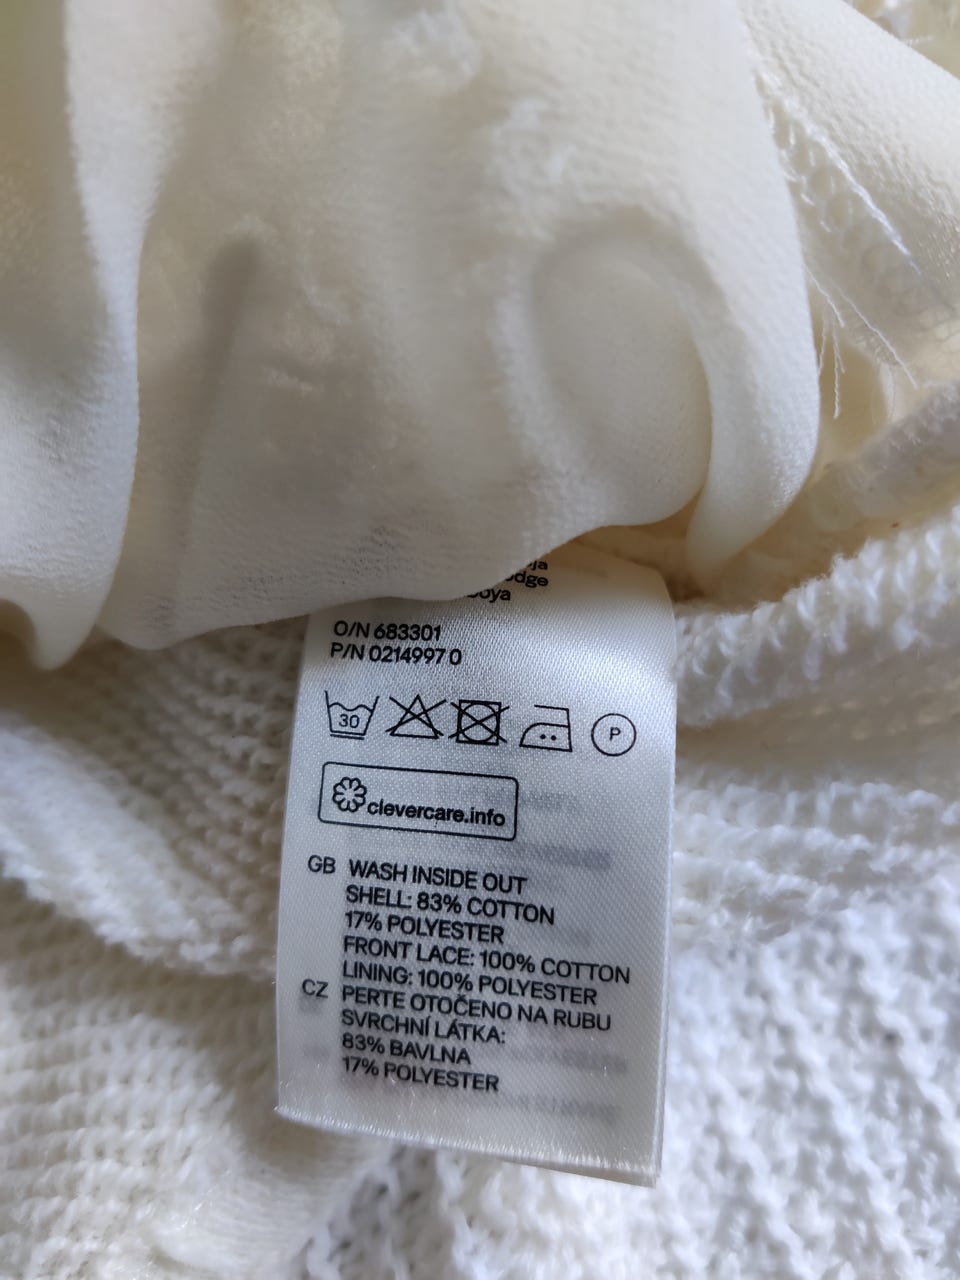 O/N 683301
P/N 0214997 0
30
P
clevercare.info
GB WASH INSIDE OUT
SHELL: 83% COTTON
17% POLYESTER
FRONT LACE: 100% COTTON
LINING: 100% POLYESTER
CZ PERTE OTOČENO NA RUBU
SVRCHNÍ LÁTKA:
83% BAVLNA
17% POLYESTER